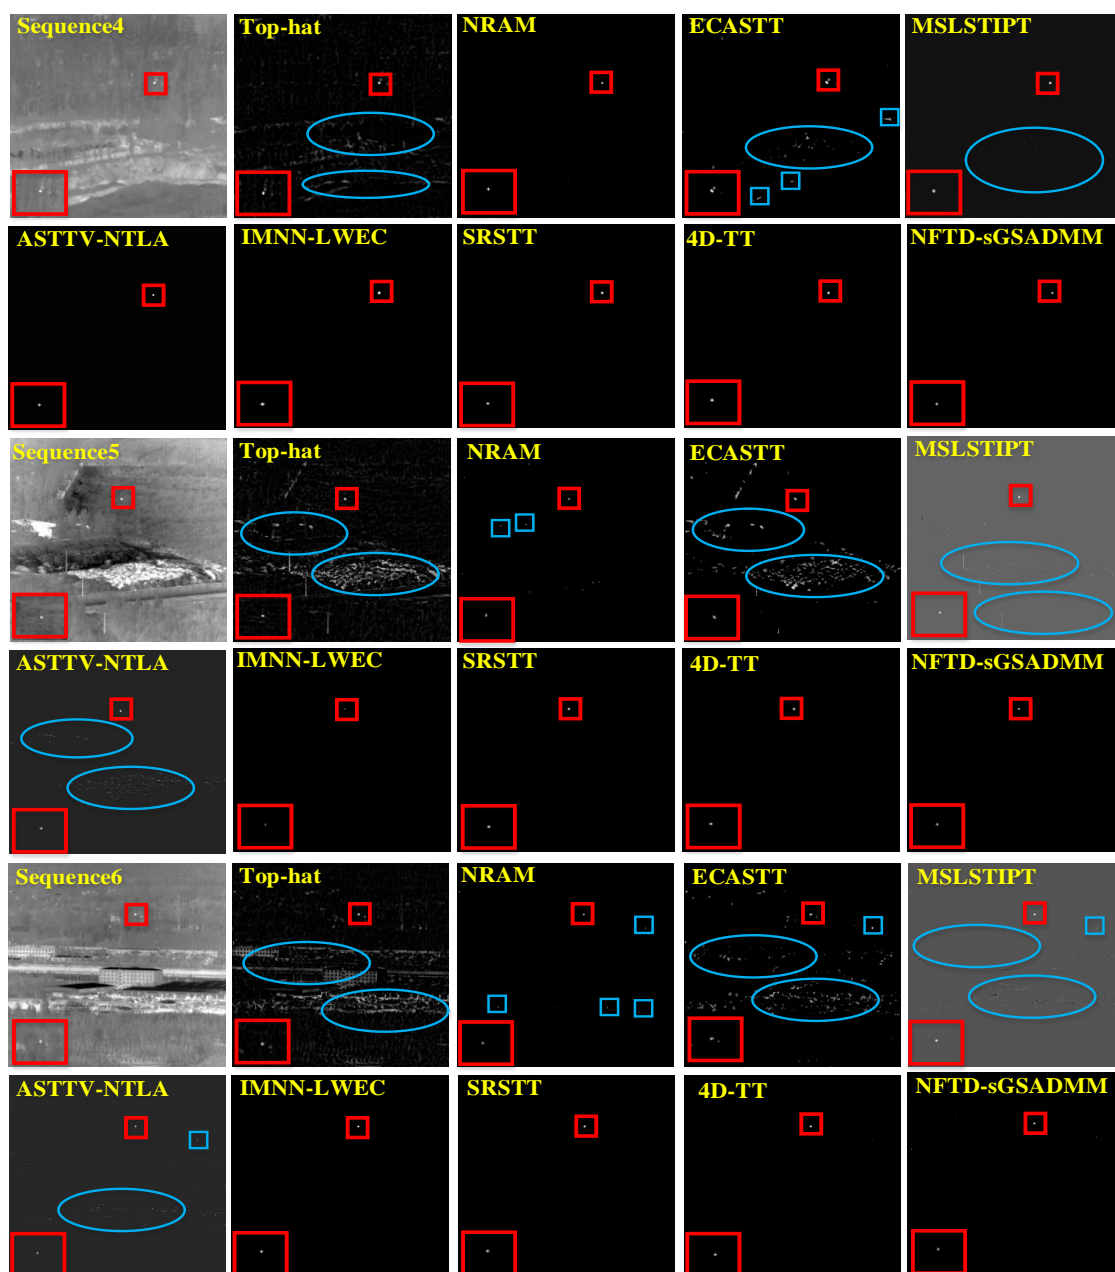 Sequence4
Top-hat
NRAM
ECASTT
MSLSTIPT
ASTTV-NTLA
IMNN-LWEC
SRSTT
4D-TT
NFTD-sGSADMM
Sequence5
Top-hat
NRAM
ECASTT
MSLSTIPT
ASTTV-NTLA
IMNN-LWEC
SRSTT
4D-TT
NFTD-sGSADMM
Sequence6
Top-hat
NRAM
ECASTT
MSLSTIPT
ASTTV-NTLA
IMNN-LWEC
SRSTT
4D-TT
NFTD-sGSADMM